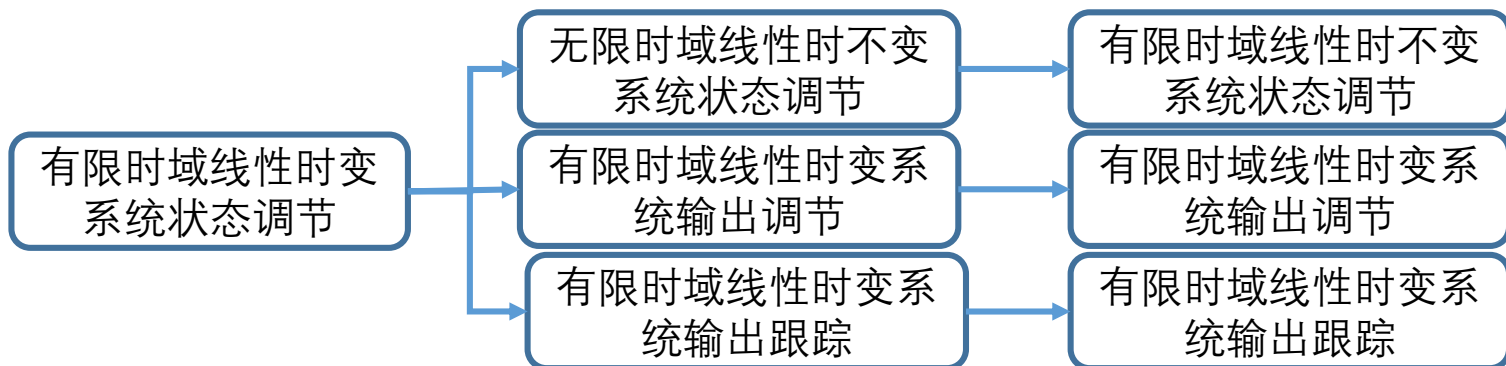 无限时域线性时不变
系统状态调节
有限时域线性时不变
系统状态调节
有限时域线性时变
系统状态调节
有限时域线性时变系
统输出调节
有限时域线性时变系
统输出调节
有限时域线性时变系
统输出跟踪
有限时域线性时变系
统输出跟踪